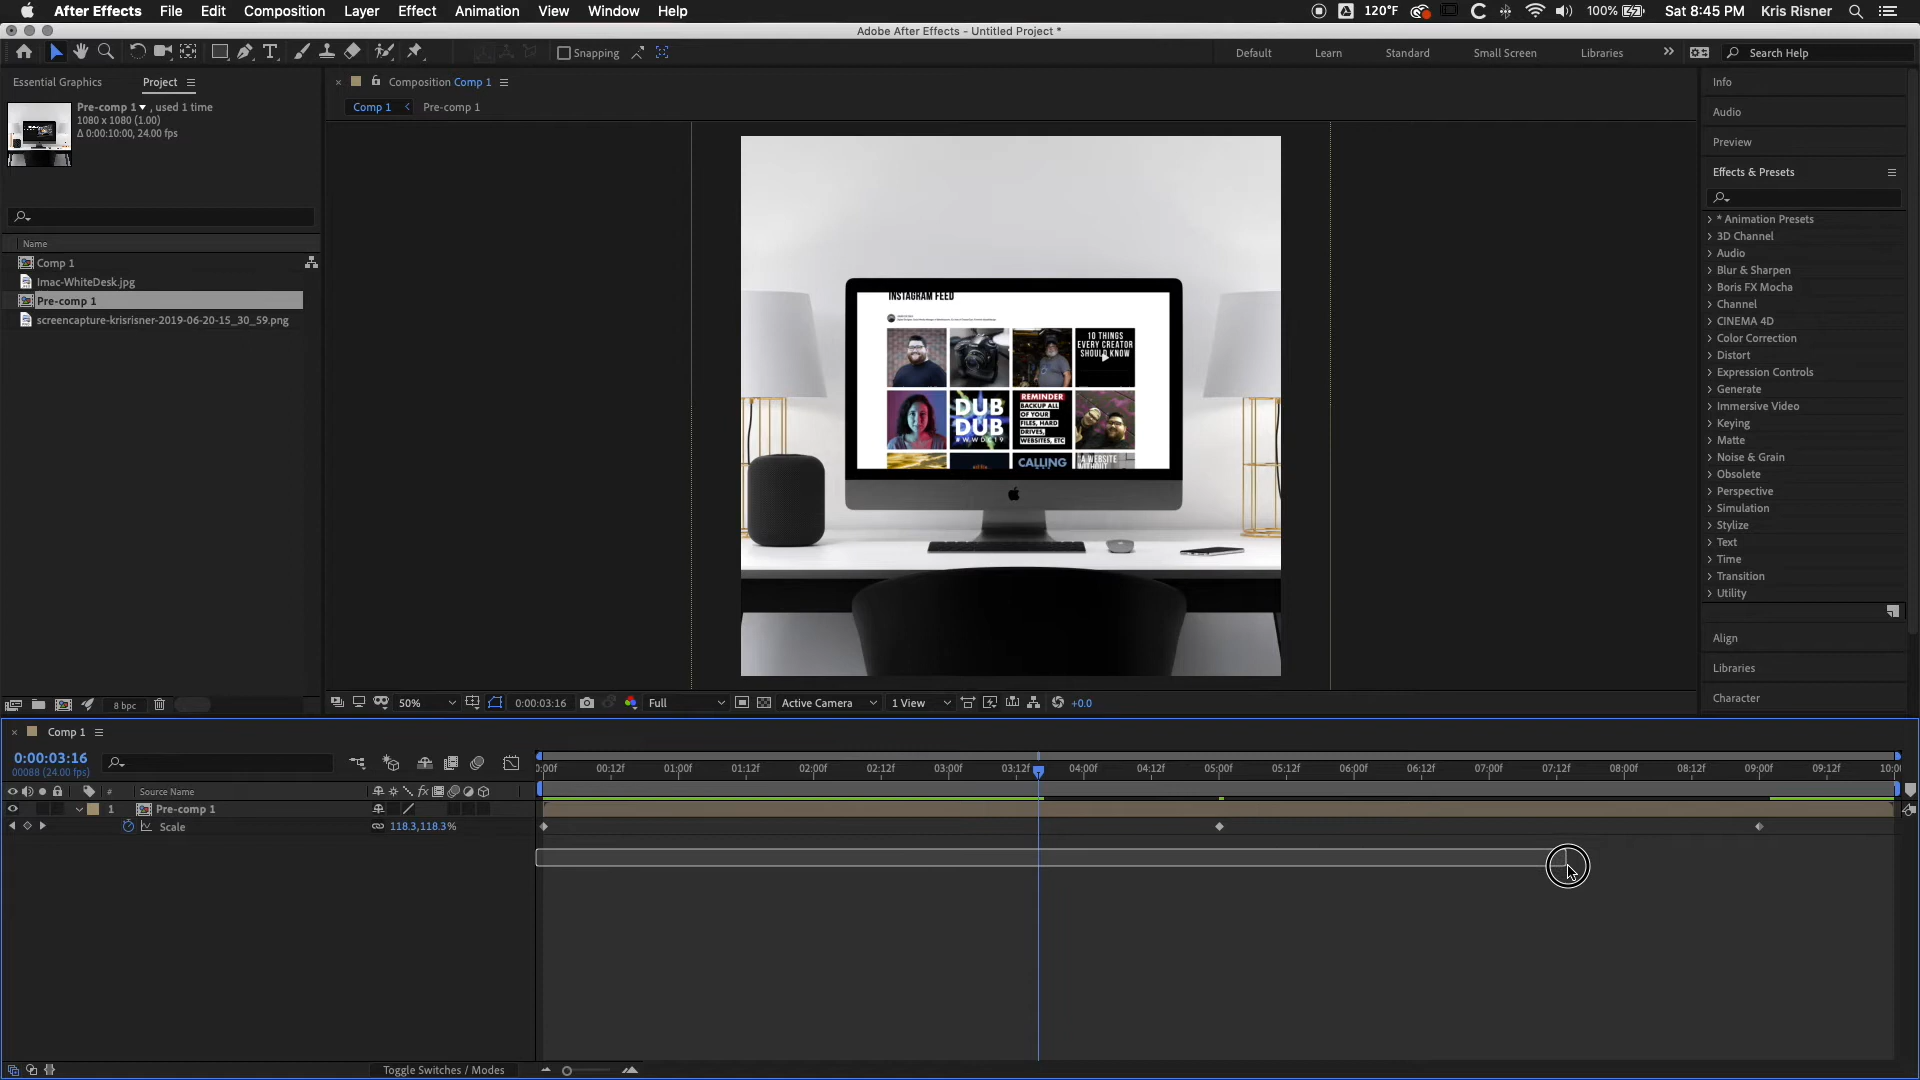 After Effects File Edit Composition Layer Effect Animation View Window Help 120°F 100% Sat 8:45 PM Kris Risner
Adobe After Effects - Untitled Project *
Snapping Default Learn Standard Small Screen Libraries Search Help
Essential Graphics Project
Pre-comp 1 , used 1 time
1080 x 1080 (1.00)
Δ 0:00:10:00, 24.00 fps
Name
Comp 1
Imac-WhiteDesk.jpg
Pre-comp 1
screencapture-krisrisner-2019-06-20-15_30_59.png
8 bpc
Composition Comp 1
Comp 1 Pre-comp 1
INSTAGRAM FEED
10 THINGS
EVERY CREATOR
SHOULD KNOW
DUB
DUB
#WWDC19
REMINDER
BACKUP ALL
OF YOUR
FILES, HARD
DRIVES,
WEBSITES, ETC
CALLING
"A WEBSITE
WITHOUT
50% 0:00:03:16 Full Active Camera 1 View +0.0
Info
Audio
Preview
Effects & Presets
* Animation Presets
3D Channel
Audio
Blur & Sharpen
Boris FX Mocha
Channel
CINEMA 4D
Color Correction
Distort
Expression Controls
Generate
Immersive Video
Keying
Matte
Noise & Grain
Obsolete
Perspective
Simulation
Stylize
Text
Time
Transition
Utility
Align
Libraries
Character
Comp 1
0:00:03:16
00088 (24.00 fps)
:00f 00:12f 01:00f 01:12f 02:00f 02:12f 03:00f 03:12f 04:00f 04:12f 05:00f 05:12f 06:00f 06:12f 07:00f 07:12f 08:00f 08:12f 09:00f 09:12f 10:00
# Source Name
1 Pre-comp 1
Scale 118.3,118.3%
Toggle Switches / Modes